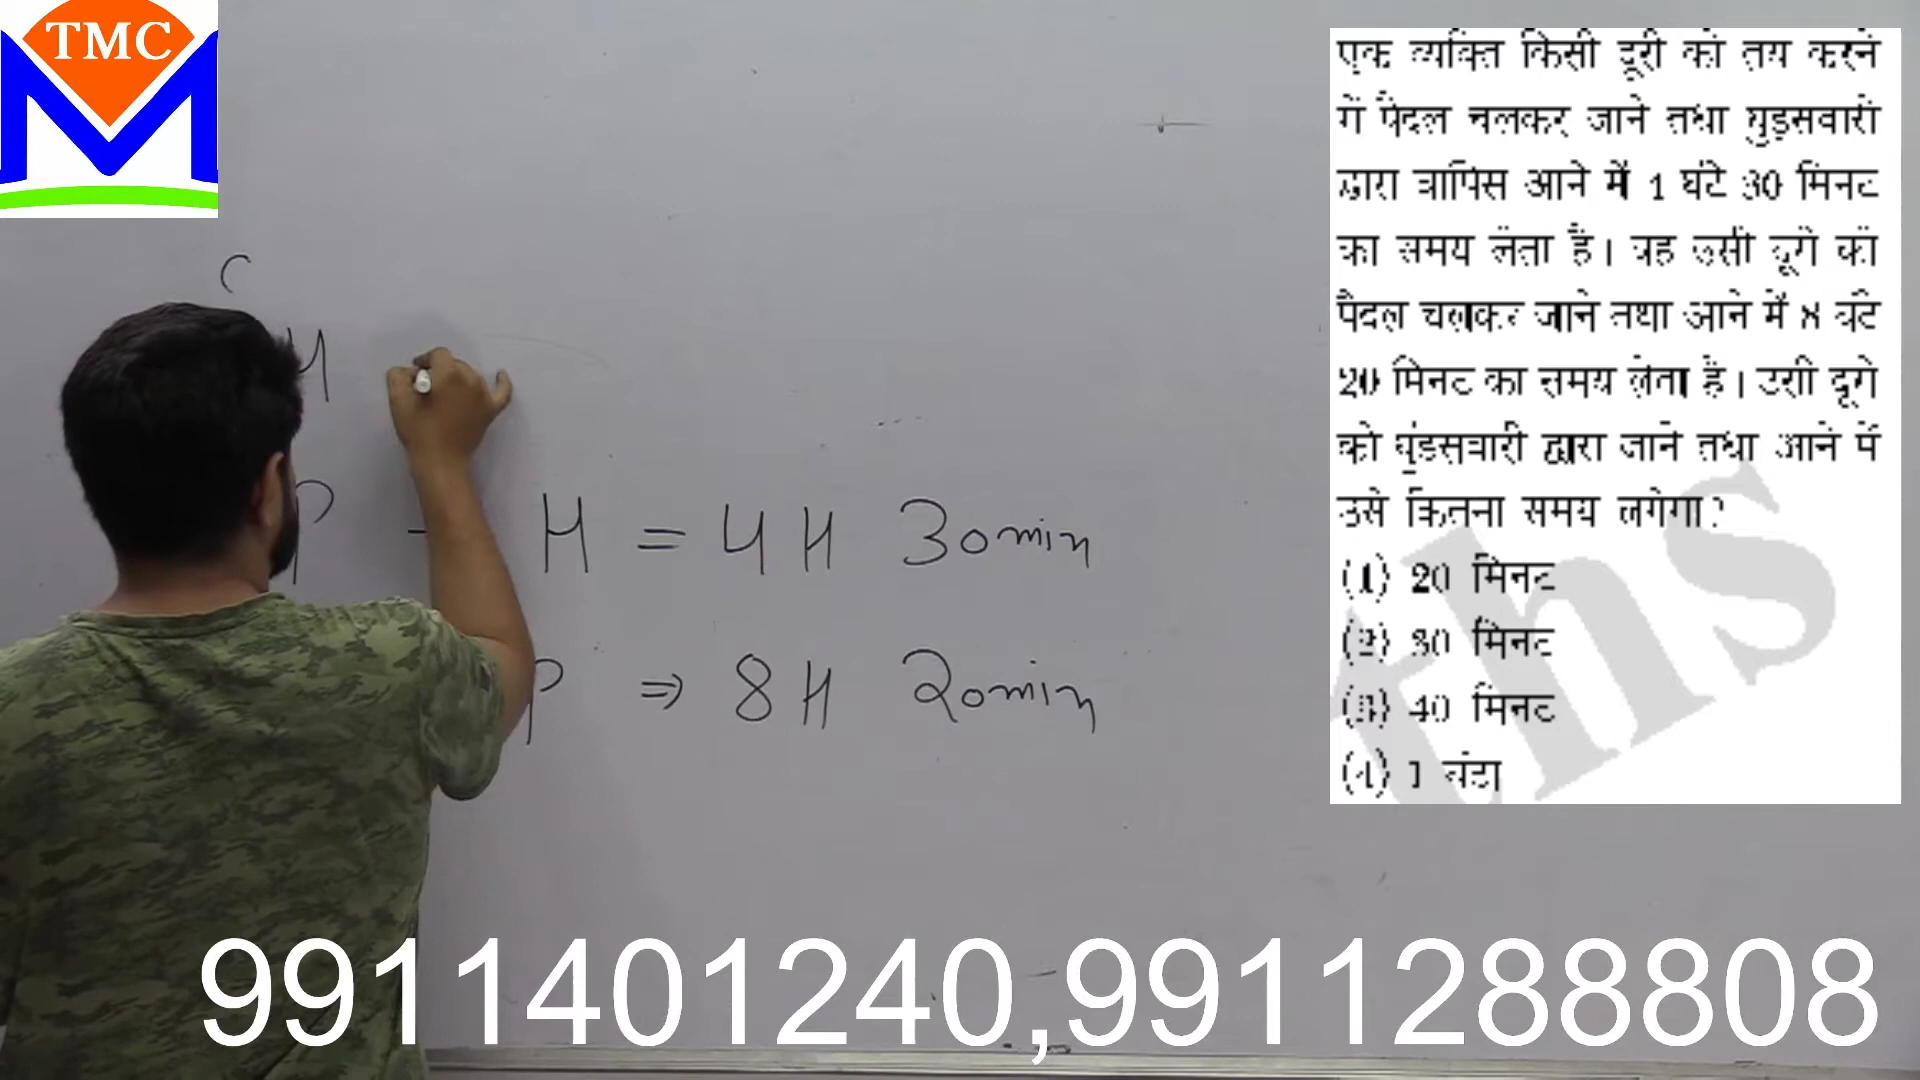 TMC
एक व्यक्ति किसी दूरी को तय करने
में पैदल चलकर जाने तथा घुड़सवारी
द्वारा वापिस आने में 4 घंटे 30 मिनट
का समय लेता है। वह उसी दूरी को
पैदल चलकर जाने तथा आने में 8 घंटे
20 मिनट का समय लेता है। उसी दूरी
को घुड़सवारी द्वारा जाने तथा आने में
उसे कितना समय लगेगा?
(1) 20 मिनट
(2) 30 मिनट
(3) 40 मिनट
(4) 1 घंटा
ths
P - H = 4 H 30 min
P ⇒ 8 H 20 min
9911401240,9911288808